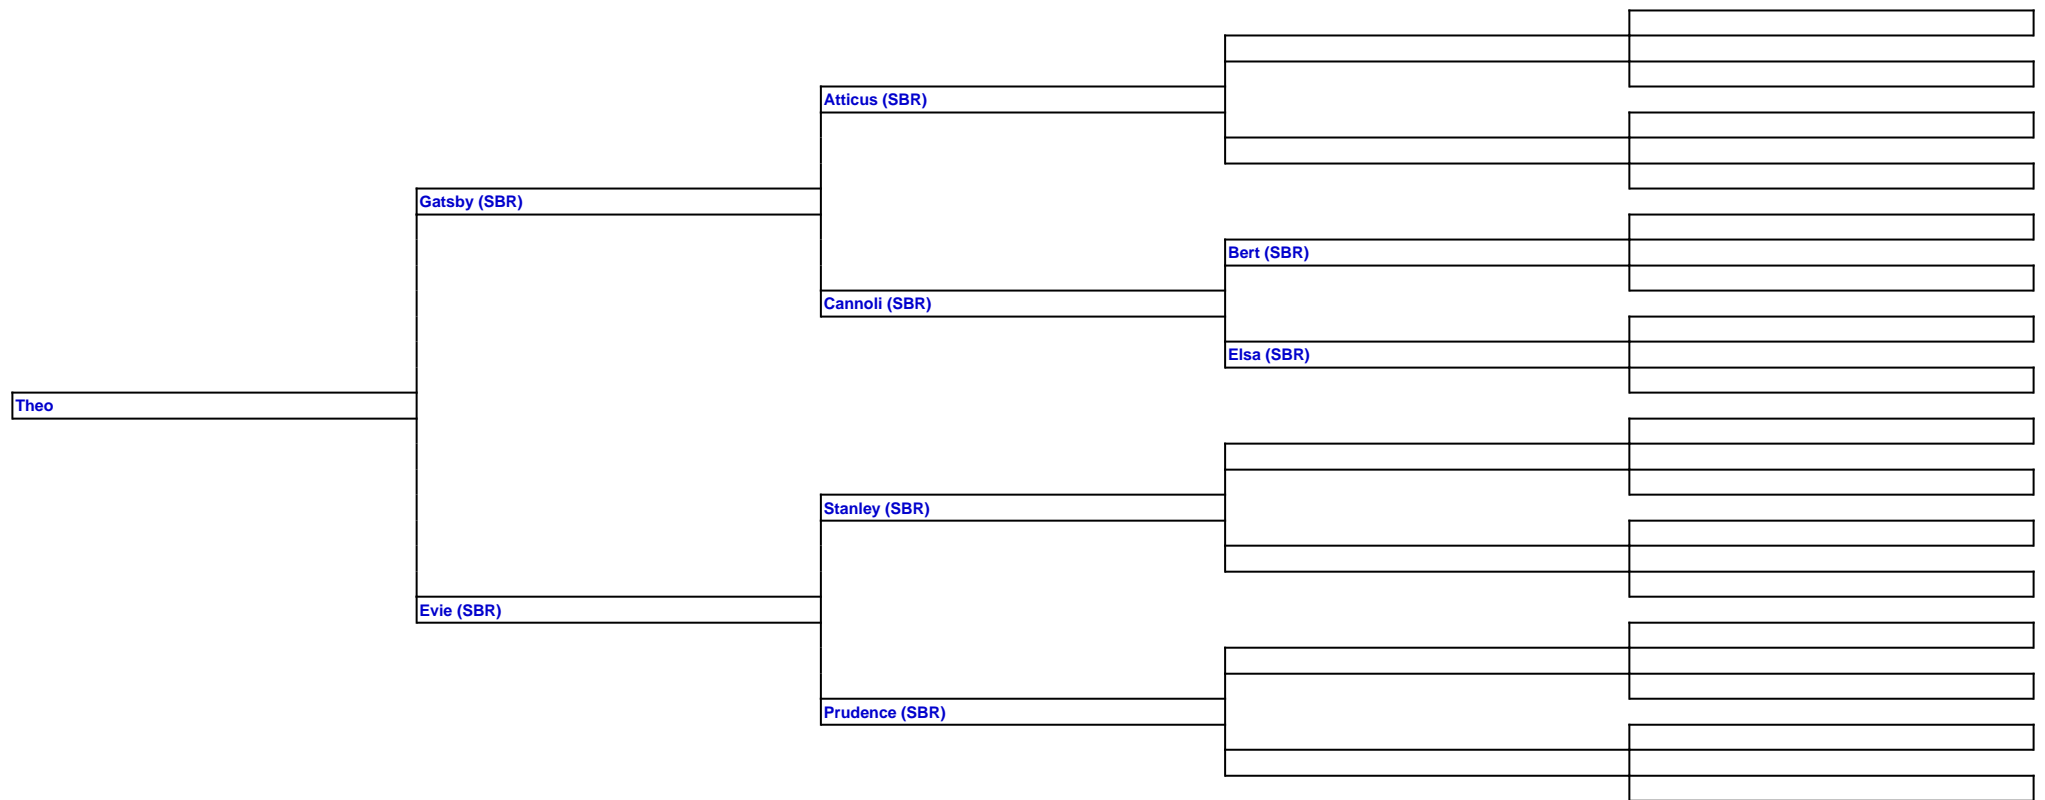 Atticus (SBR)
Gatsby (SBR)
Bert (SBR)
Cannoli (SBR)
Elsa (SBR)
Theo
Stanley (SBR)
Evie (SBR)
Prudence (SBR)